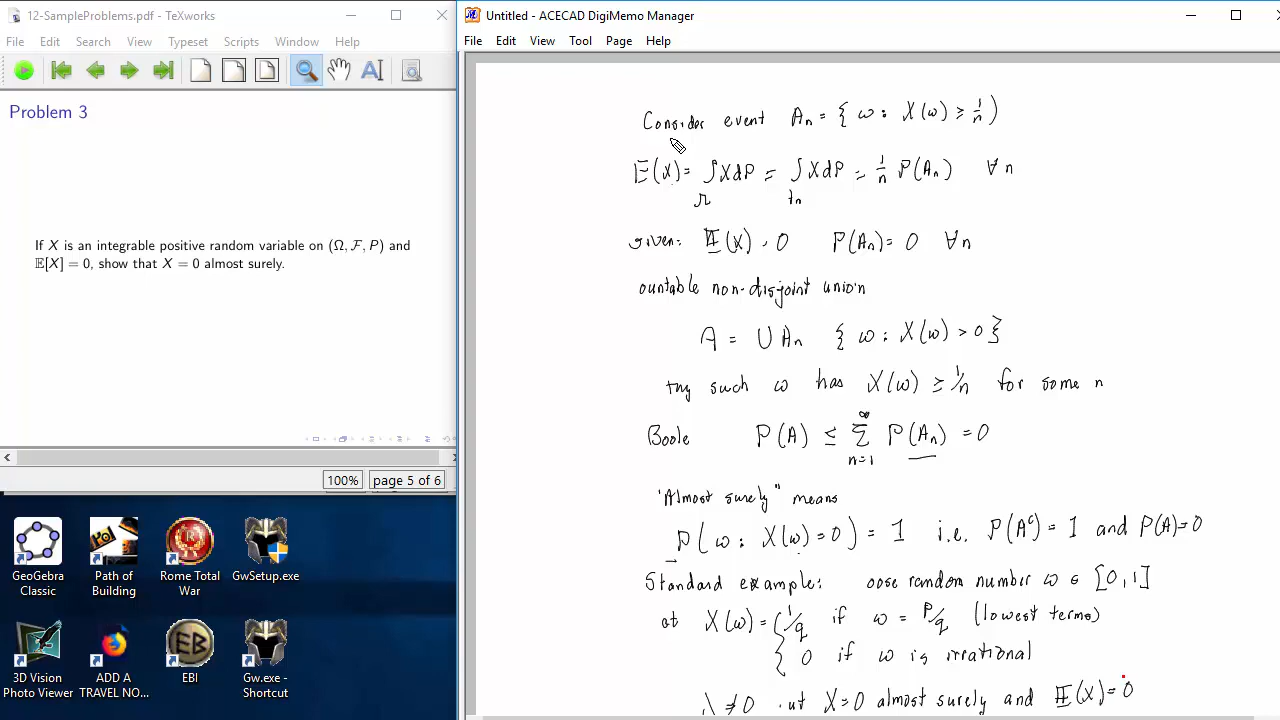 12-SampleProblems.pdf - TeXworks
File Edit Search View Typeset Scripts Window Help
Problem 3
If X is an integrable positive random variable on (Ω, ℱ, P) and
𝔼[X] = 0, show that X = 0 almost surely.
100% page 5 of 6
GeoGebra Classic
Path of Building
Rome Total War
GwSetup.exe
3D Vision Photo Viewer
ADD A TRAVEL NO...
EBI
Gw.exe - Shortcut
Untitled - ACECAD DigiMemo Manager
File Edit View Tool Page Help
Consider event Aₙ = { ω : X(ω) ≥ 1/n )
E(X) = ∫ X dP ≥ ∫ X dP ≥ 1/n P(Aₙ) ∀ n
given: 𝔼(X) = 0 P(Aₙ) = 0 ∀n
ountable non-disjoint union
A = ∪ Aₙ { ω : X(ω) > 0 }
such ω has X(ω) ≥ 1/n for some n
Boole P(A) ≤ ∞ Σ n=1 P(Aₙ) = 0
"Almost surely" means
P( ω : X(ω) = 0 ) = 1 i.e. P(Aᶜ) = 1 and P(A) = 0
Standard example: oose random number ω ∈ [0,1]
at X(ω) = { 1/q if ω = p/q (lowest terms)
0 if ω is irrational
≠ 0 ut X = 0 almost surely and 𝔼(X) = 0